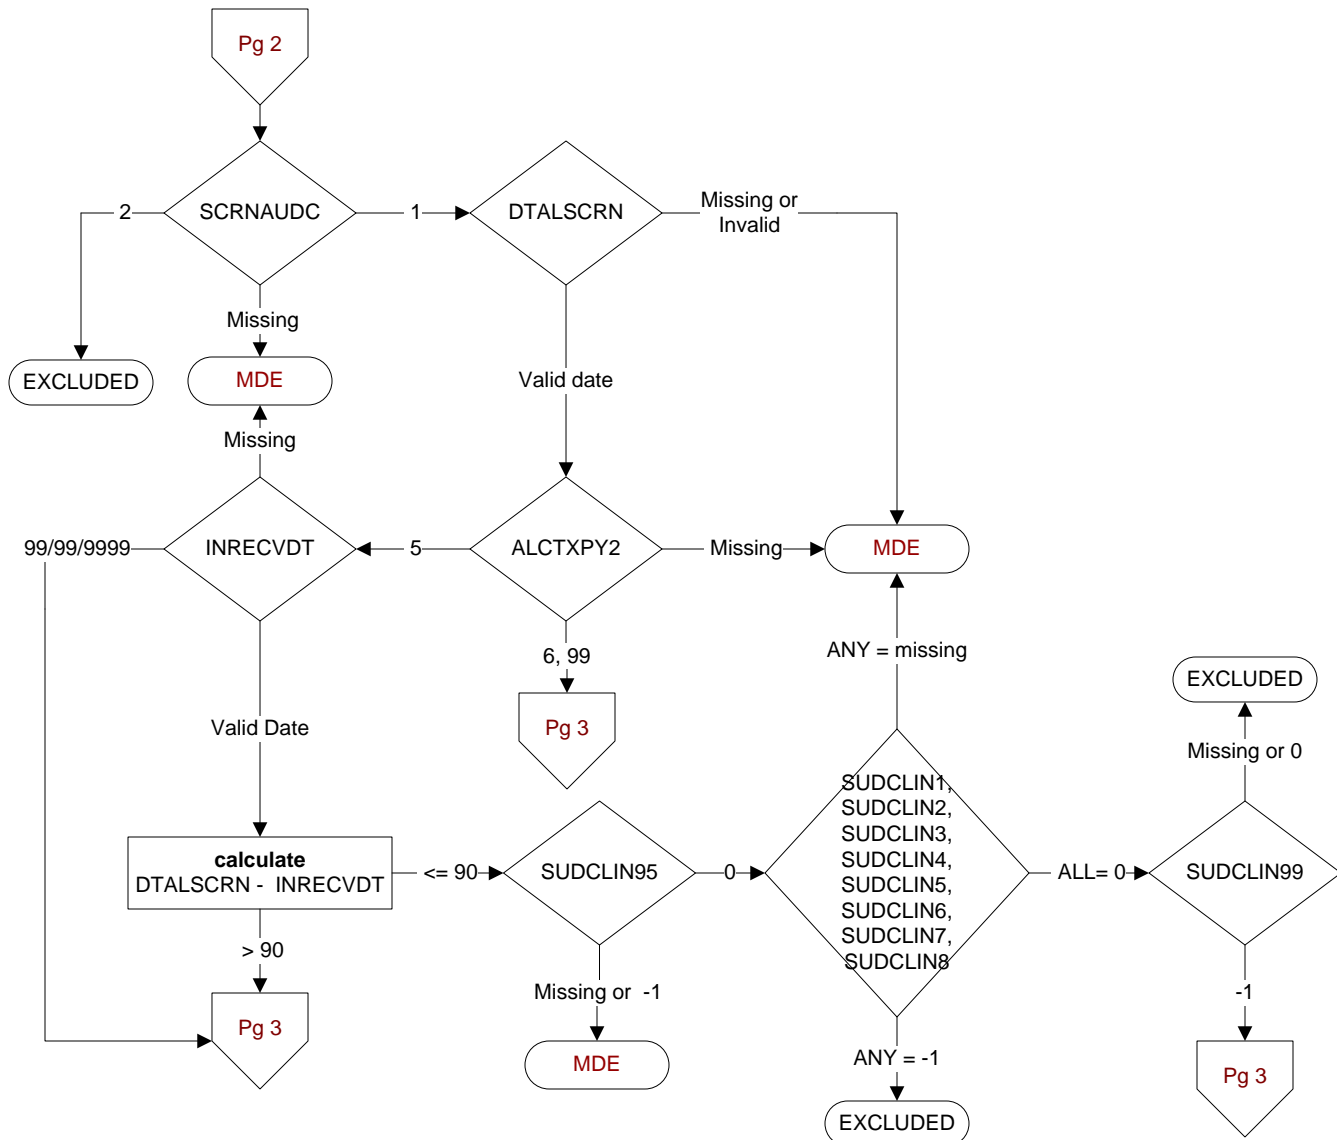 Pg 2
SCRNAUDC
2
1
DTALSCRN
Missing or
Invalid
Missing
EXCLUDED
MDE
Valid date
Missing
99/99/9999
INRECVDT
5
ALCTXPY2
Missing
MDE
6, 99
Pg 3
ANY = missing
EXCLUDED
Missing or 0
Valid Date
calculate
DTALSCRN - INRECVDT
<= 90
SUDCLIN95
0
SUDCLIN1,
SUDCLIN2,
SUDCLIN3,
SUDCLIN4,
SUDCLIN5,
SUDCLIN6,
SUDCLIN7,
SUDCLIN8
ALL= 0
SUDCLIN99
> 90
Pg 3
Missing or -1
MDE
ANY = -1
EXCLUDED
-1
Pg 3